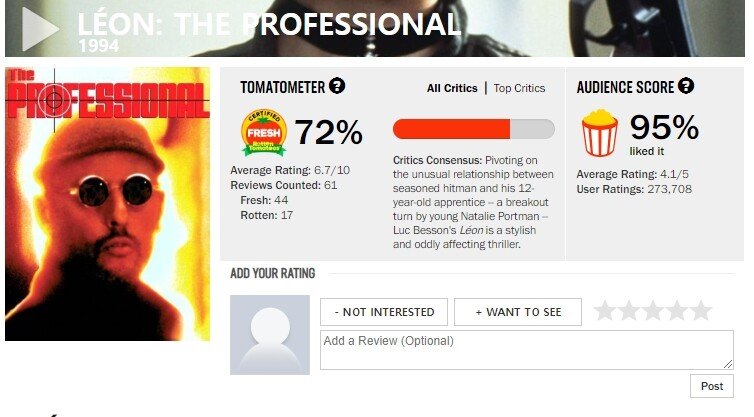 LÉON: THE PROFESSIONAL
1994
The
PROFESSIONAL
TOMATOMETER ?
All Critics | Top Critics
CERTIFIED
FRESH
Rotten
Tomatoes
72%
Average Rating: 6.7/10
Reviews Counted: 61
Fresh: 44
Rotten: 17
Critics Consensus: Pivoting on
the unusual relationship between
seasoned hitman and his 12-
year-old apprentice -- a breakout
turn by young Natalie Portman --
Luc Besson's Léon is a stylish
and oddly affecting thriller.
AUDIENCE SCORE ?
95%
liked it
Average Rating: 4.1/5
User Ratings: 273,708
ADD YOUR RATING
- NOT INTERESTED
+ WANT TO SEE
Add a Review (Optional)
Post